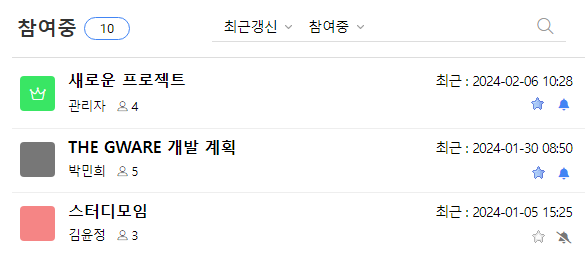 참여중 10 최근갱신 참여중
새로운 프로젝트 최근 : 2024-02-06 10:28
관리자 4
THE GWARE 개발 계획 최근 : 2024-01-30 08:50
박민희 5
스터디모임 최근 : 2024-01-05 15:25
김윤정 3